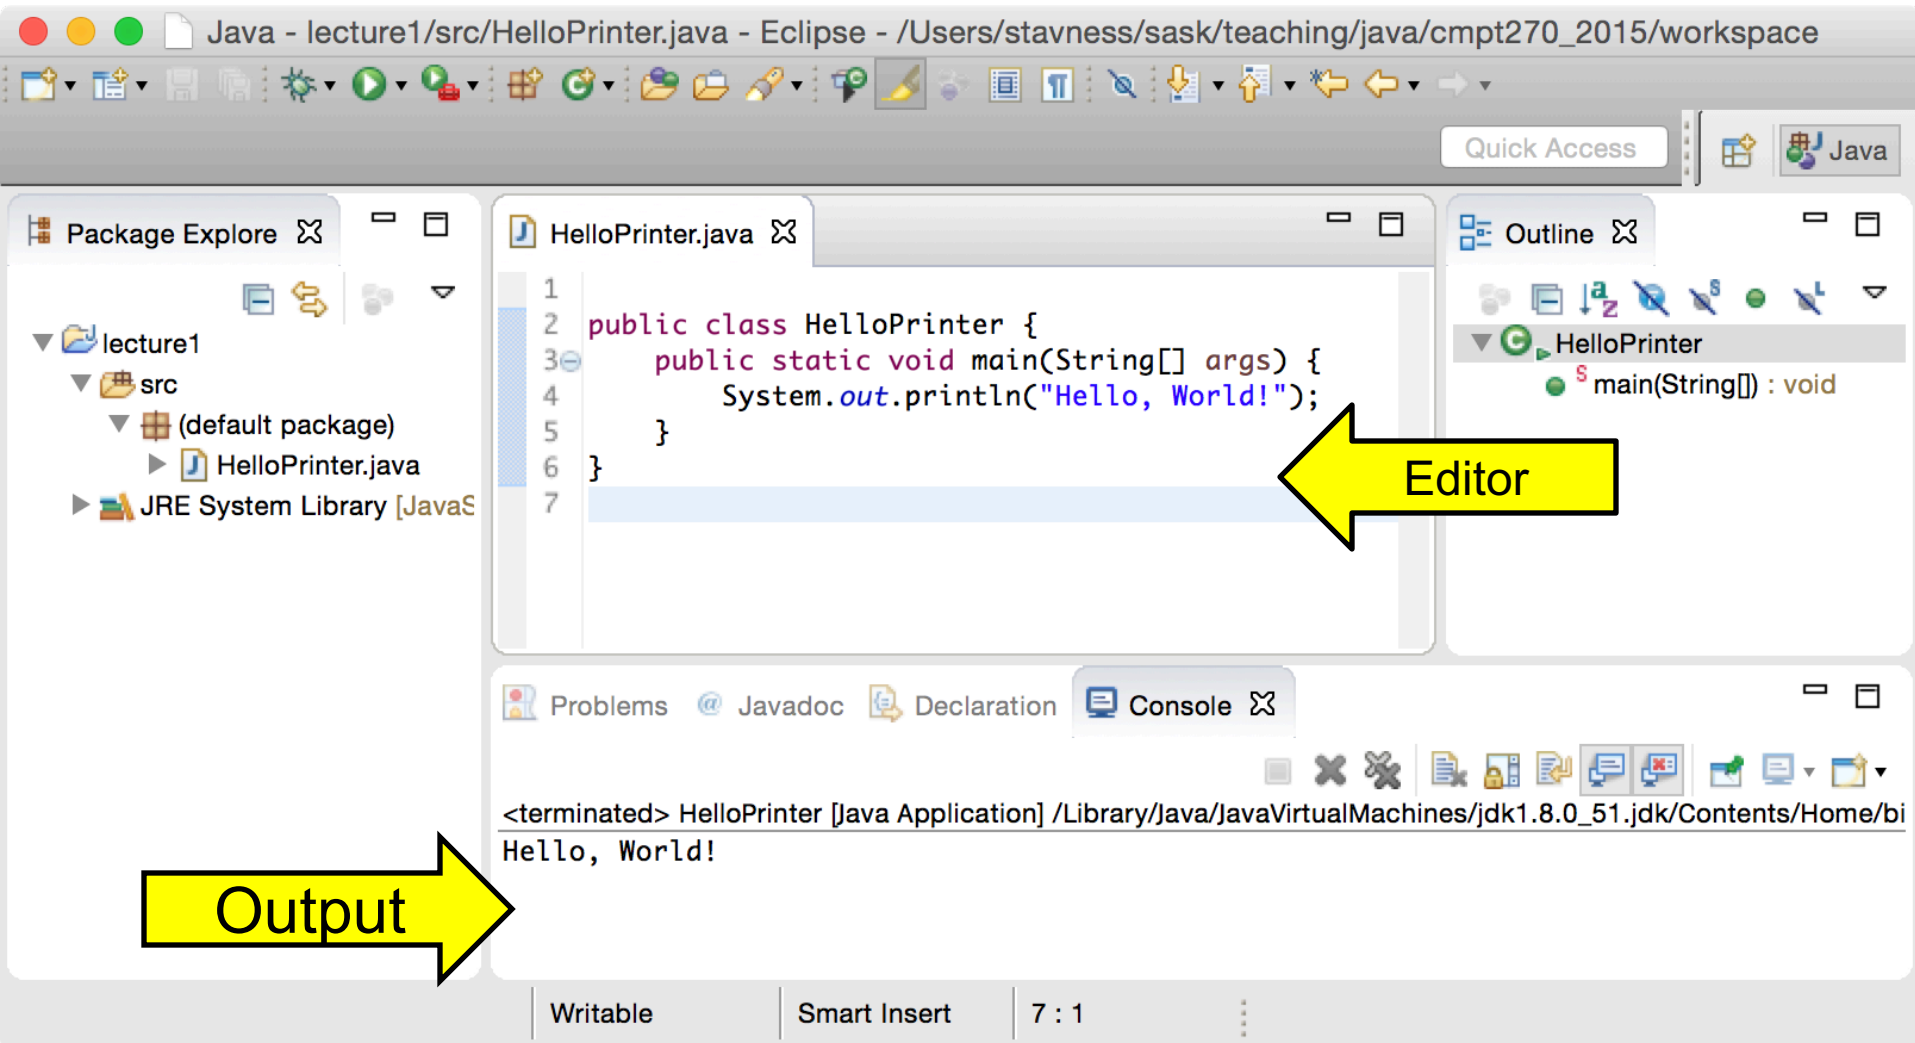 Java - lecture1/src/HelloPrinter.java - Eclipse - /Users/stavness/sask/teaching/java/cmpt270_2015/workspace
Quick Access
Java
Package Explore
lecture1
src
(default package)
HelloPrinter.java
JRE System Library [JavaS
HelloPrinter.java
1
2 public class HelloPrinter {
3 public static void main(String[] args) {
4 System.out.println("Hello, World!");
5 }
6 }
7
Editor
Outline
HelloPrinter
main(String[]) : void
Problems @ Javadoc Declaration Console
<terminated> HelloPrinter [Java Application] /Library/Java/JavaVirtualMachines/jdk1.8.0_51.jdk/Contents/Home/bi
Hello, World!
Output
Writable Smart Insert 7 : 1